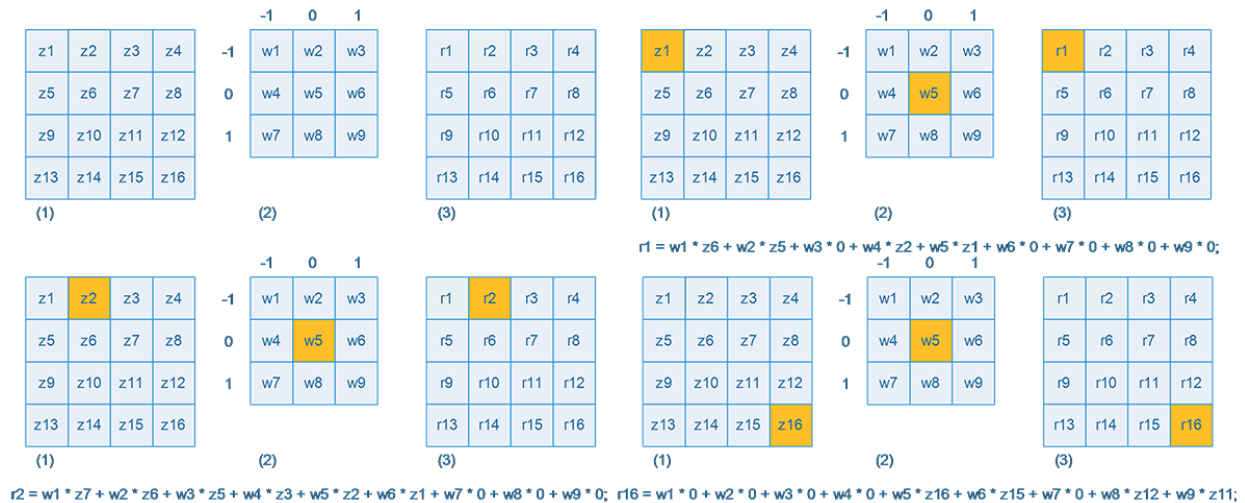 -1 0 1 -1 0 1
z1 z2 z3 z4 -1 w1 w2 w3 r1 r2 r3 r4 z1 z2 z3 z4 -1 w1 w2 w3 r1 r2 r3 r4
z5 z6 z7 z8 0 w4 w5 w6 r5 r6 r7 r8 z5 z6 z7 z8 0 w4 w5 w6 r5 r6 r7 r8
z9 z10 z11 z12 1 w7 w8 w9 r9 r10 r11 r12 z9 z10 z11 z12 1 w7 w8 w9 r9 r10 r11 r12
z13 z14 z15 z16 r13 r14 r15 r16 z13 z14 z15 z16 r13 r14 r15 r16
(1) (2) (3) (1) (2) (3)
r1 = w1 * z6 + w2 * z5 + w3 * 0 + w4 * z2 + w5 * z1 + w6 * 0 + w7 * 0 + w8 * 0 + w9 * 0;
-1 0 1 -1 0 1
z1 z2 z3 z4 -1 w1 w2 w3 r1 r2 r3 r4 z1 z2 z3 z4 -1 w1 w2 w3 r1 r2 r3 r4
z5 z6 z7 z8 0 w4 w5 w6 r5 r6 r7 r8 z5 z6 z7 z8 0 w4 w5 w6 r5 r6 r7 r8
z9 z10 z11 z12 1 w7 w8 w9 r9 r10 r11 r12 z9 z10 z11 z12 1 w7 w8 w9 r9 r10 r11 r12
z13 z14 z15 z16 r13 r14 r15 r16 z13 z14 z15 z16 r13 r14 r15 r16
(1) (2) (3) (1) (2) (3)
r2 = w1 * z7 + w2 * z6 + w3 * z5 + w4 * z3 + w5 * z2 + w6 * z1 + w7 * 0 + w8 * 0 + w9 * 0; r16 = w1 * 0 + w2 * 0 + w3 * 0 + w4 * 0 + w5 * z16 + w6 * z15 + w7 * 0 + w8 * z12 + w9 * z11;